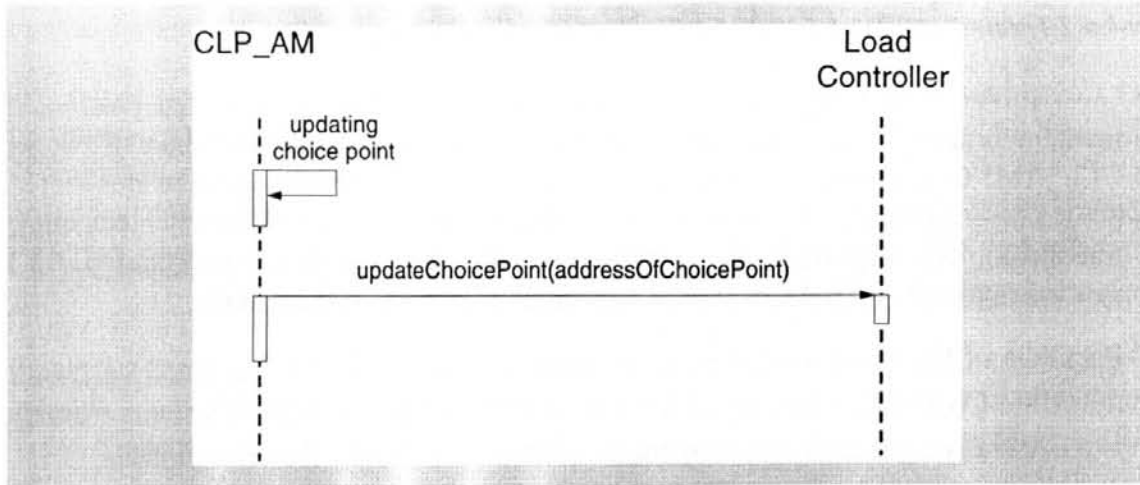 CLP_AM
Load
Controller
updating
choice point
updateChoicePoint(addressOfChoicePoint)